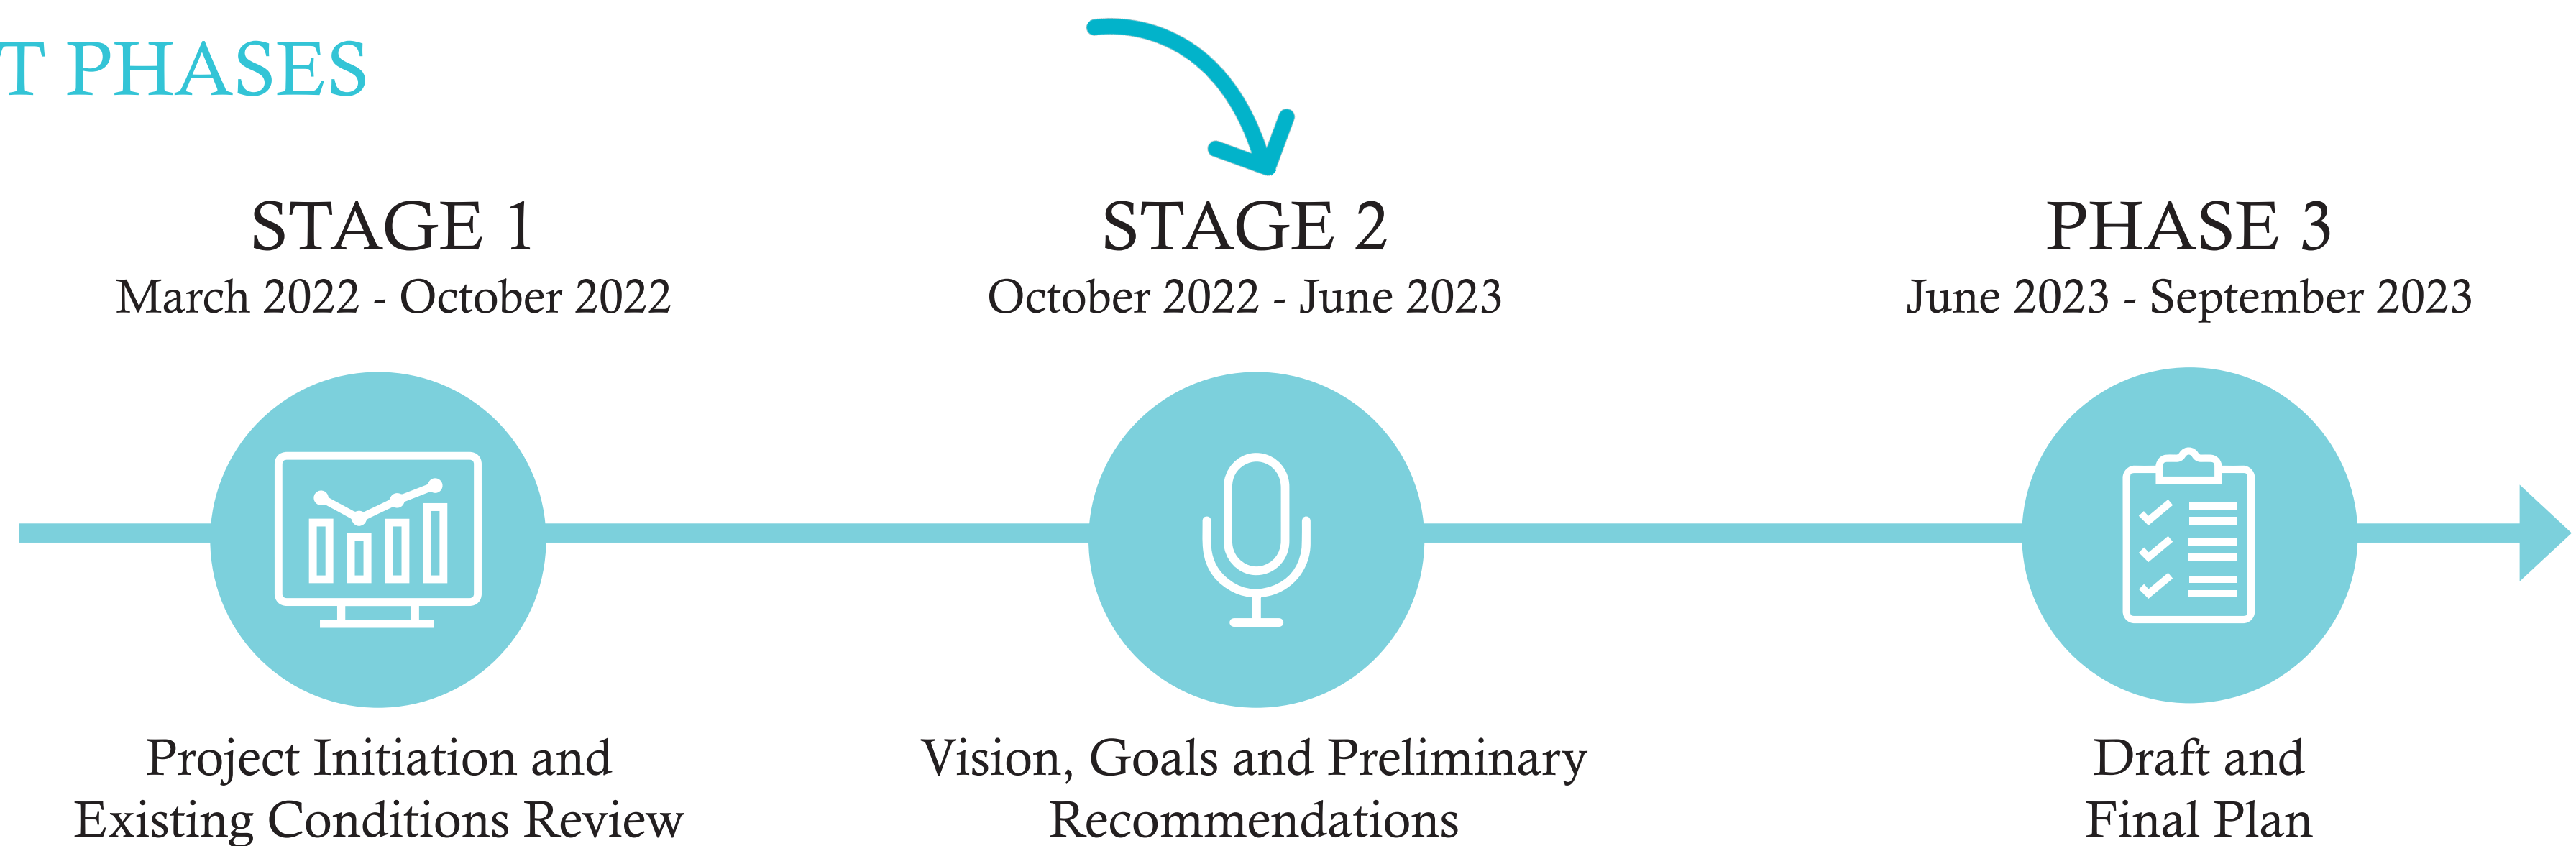 T PHASES
STAGE 1
March 2022 - October 2022
Project Initiation and
Existing Conditions Review
STAGE 2
October 2022 - June 2023
Vision, Goals and Preliminary
Recommendations
PHASE 3
June 2023 - September 2023
Draft and
Final Plan